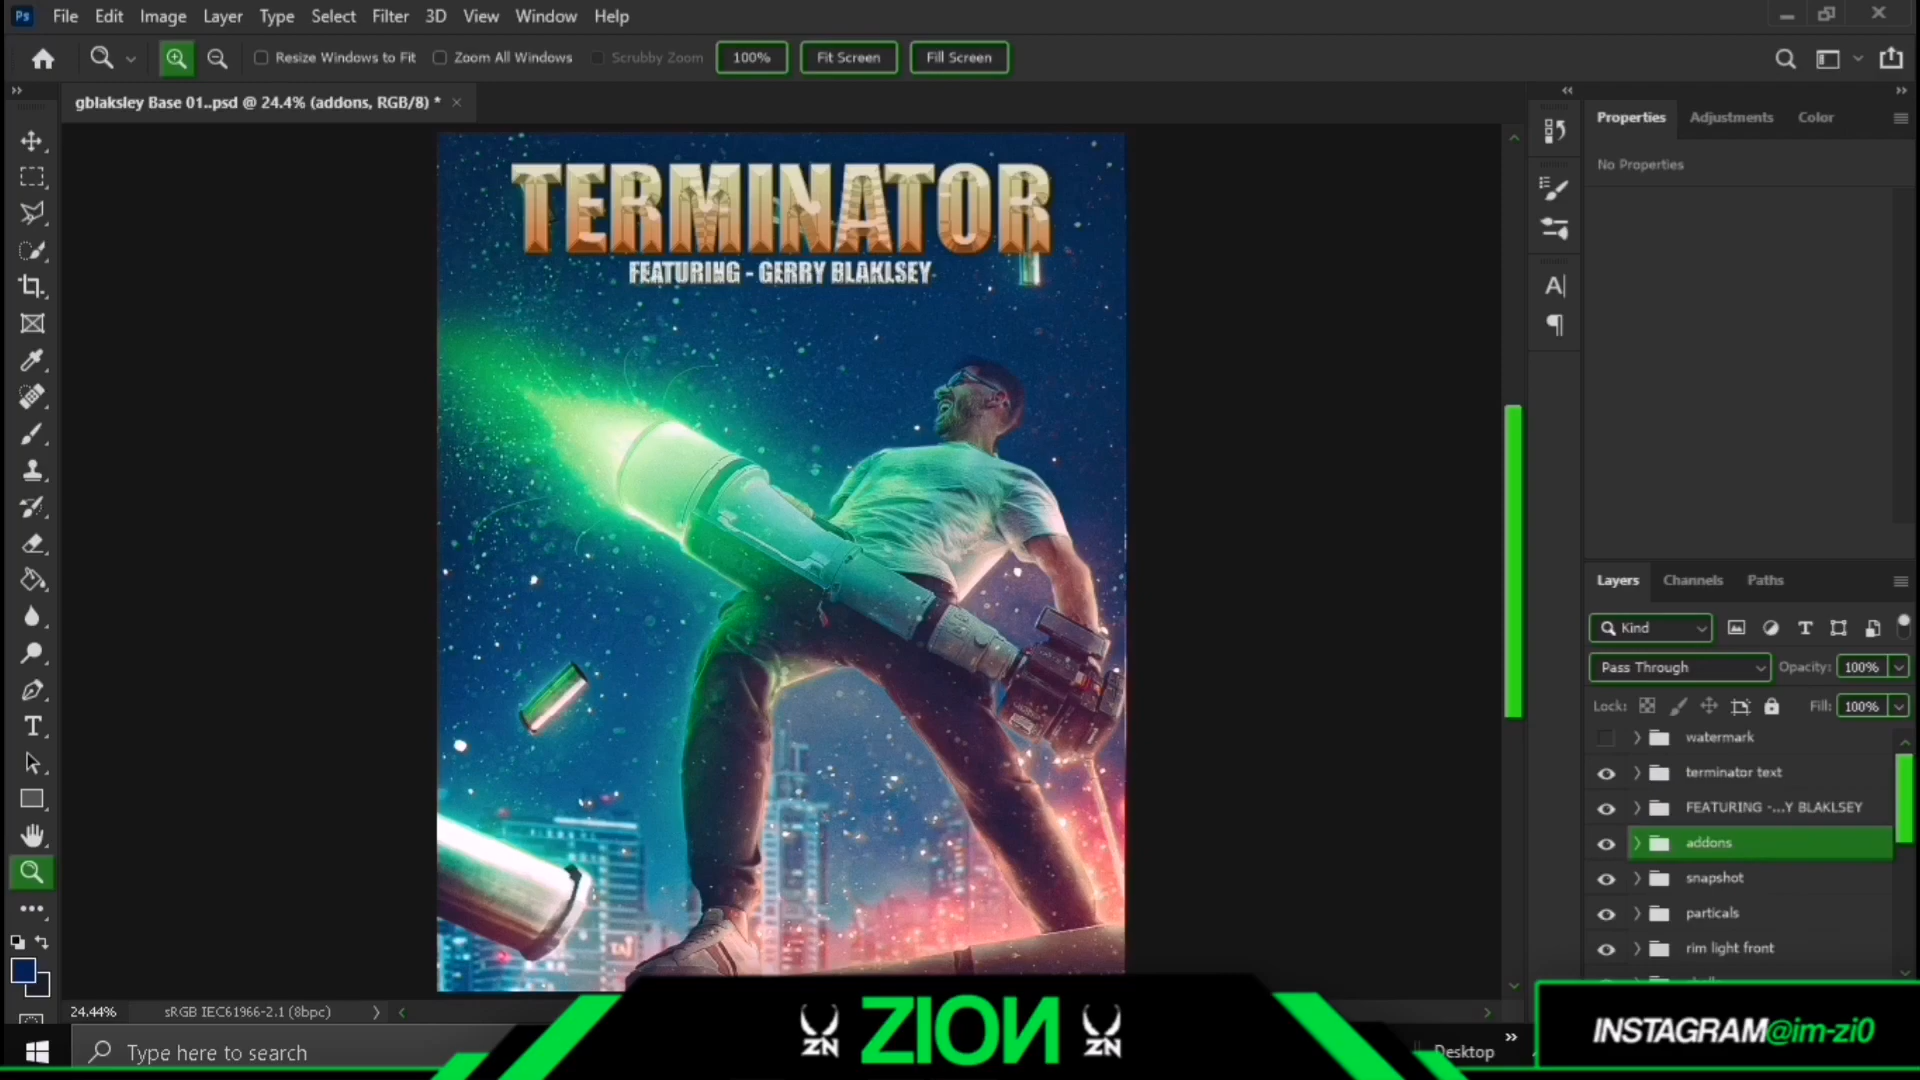 Ps File Edit Image Layer Type Select Filter 3D View Window Help
Resize Windows to Fit Zoom All Windows Scrubby Zoom 100% Fit Screen Fill Screen
gblaksley Base 01..psd @ 24.4% (addons, RGB/8) *
Properties Adjustments Color
No Properties
TERMINATOR
FEATURING - GERRY BLAKLSEY
Layers Channels Paths
Kind
Pass Through Opacity: 100%
Lock: Fill: 100%
watermark
terminator text
FEATURING -...Y BLAKLSEY
addons
snapshot
particals
rim light front
24.44% sRGB IEC61966-2.1 (8bpc)
Type here to search
ZN ZION ZN
Desktop
INSTAGRAM@im-zi0